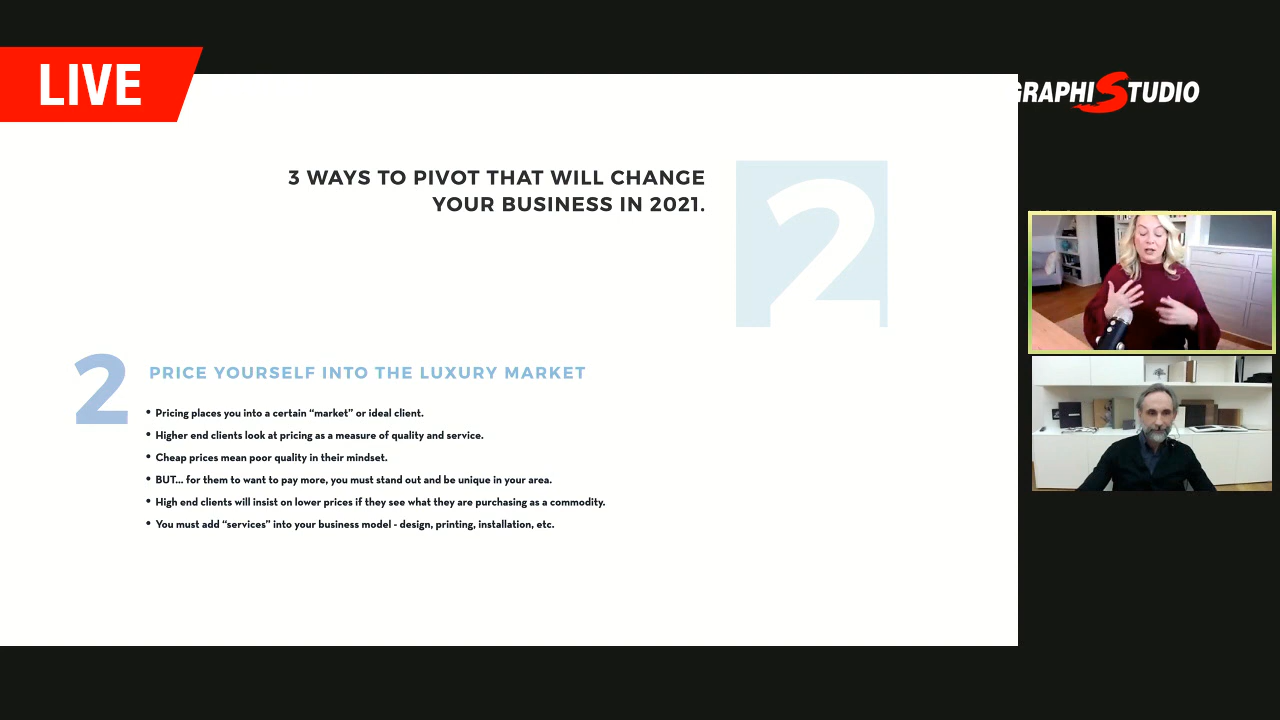 LIVE
GRAPHISTUDIO
3 WAYS TO PIVOT THAT WILL CHANGE
YOUR BUSINESS IN 2021.
2
2
PRICE YOURSELF INTO THE LUXURY MARKET
• Pricing places you into a certain “market” or ideal client.
• Higher end clients look at pricing as a measure of quality and service.
• Cheap prices mean poor quality in their mindset.
• BUT... for them to want to pay more, you must stand out and be unique in your area.
• High end clients will insist on lower prices if they see what they are purchasing as a commodity.
• You must add “services” into your business model - design, printing, installation, etc.